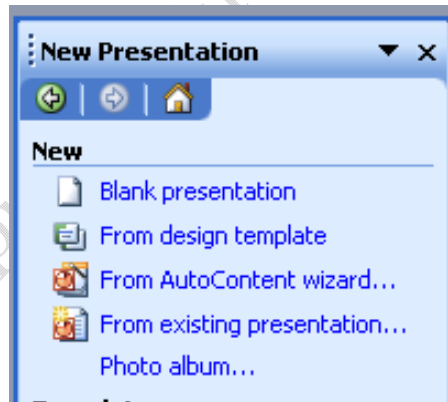 New Presentation
New
Blank presentation
From design template
From AutoContent wizard...
From existing presentation...
Photo album...